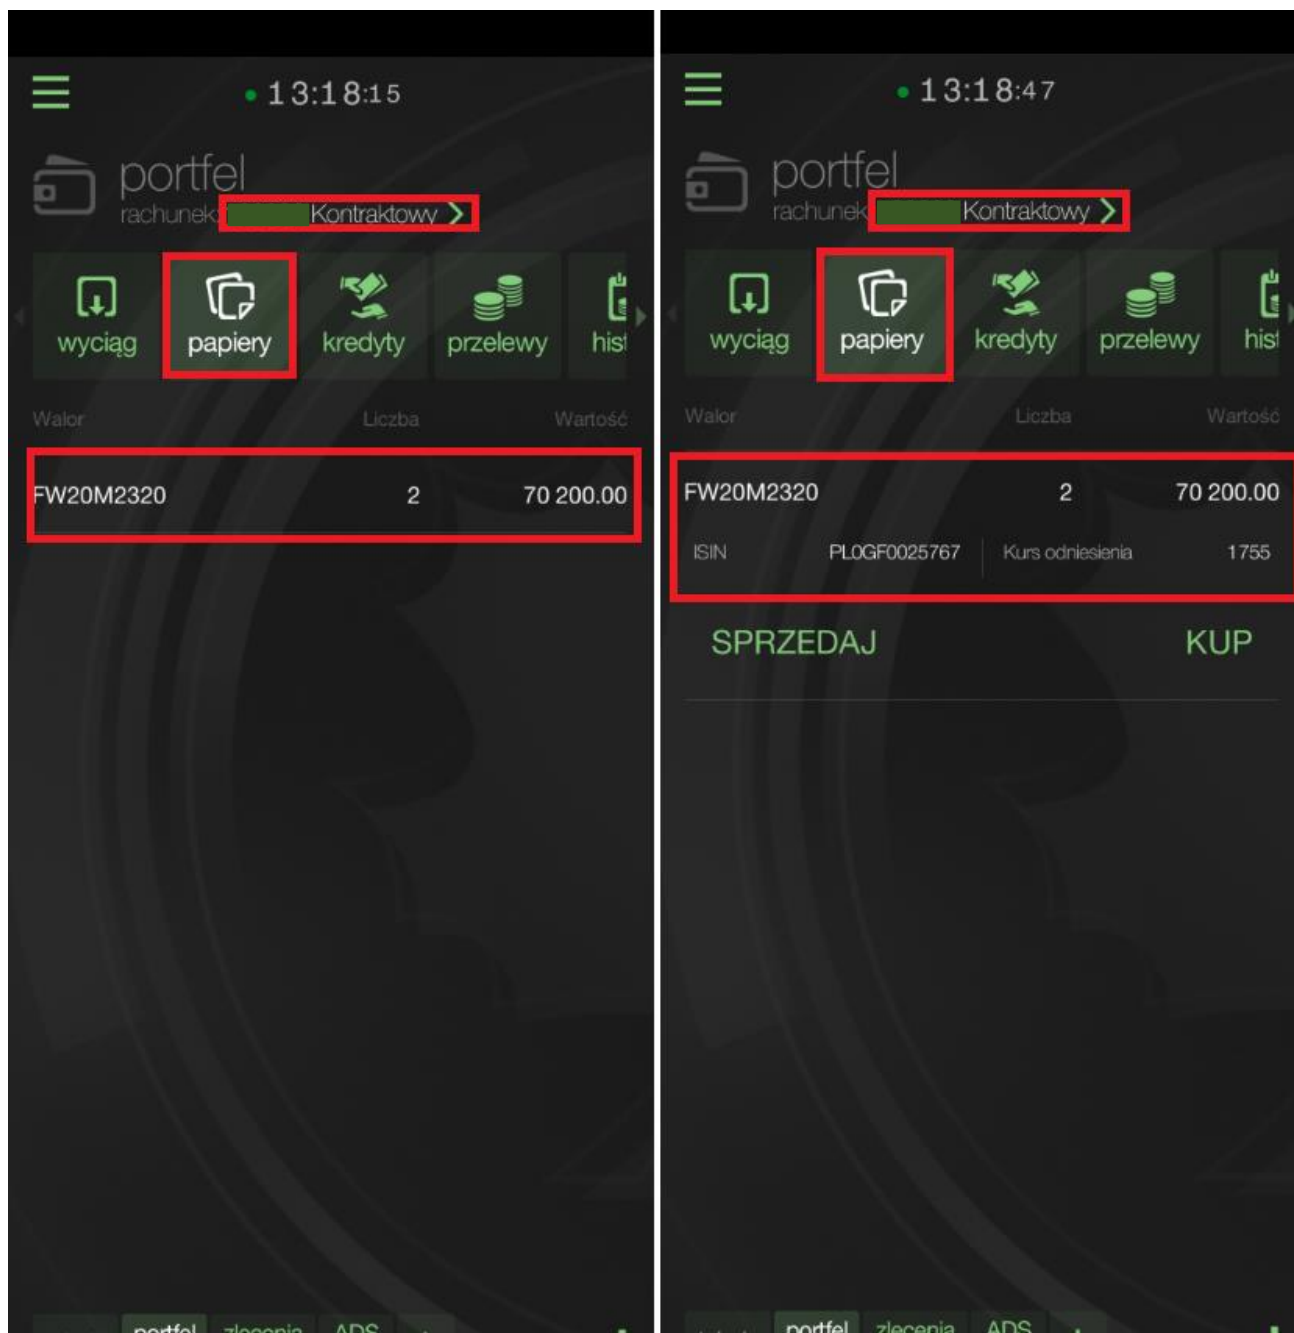 13:18:15
portfel
rachunek: Kontraktowy
wyciąg papiery kredyty przelewy hist
Walor Liczba Wartość
FW20M2320 2 70 200.00
portfel zlecenia ADS
13:18:47
portfel
rachunek Kontraktowy
wyciąg papiery kredyty przelewy hist
Walor Liczba Wartość
FW20M2320 2 70 200.00
ISIN PL0GF0025767 Kurs odniesienia 1755
SPRZEDAJ KUP
portfel zlecenia ADS